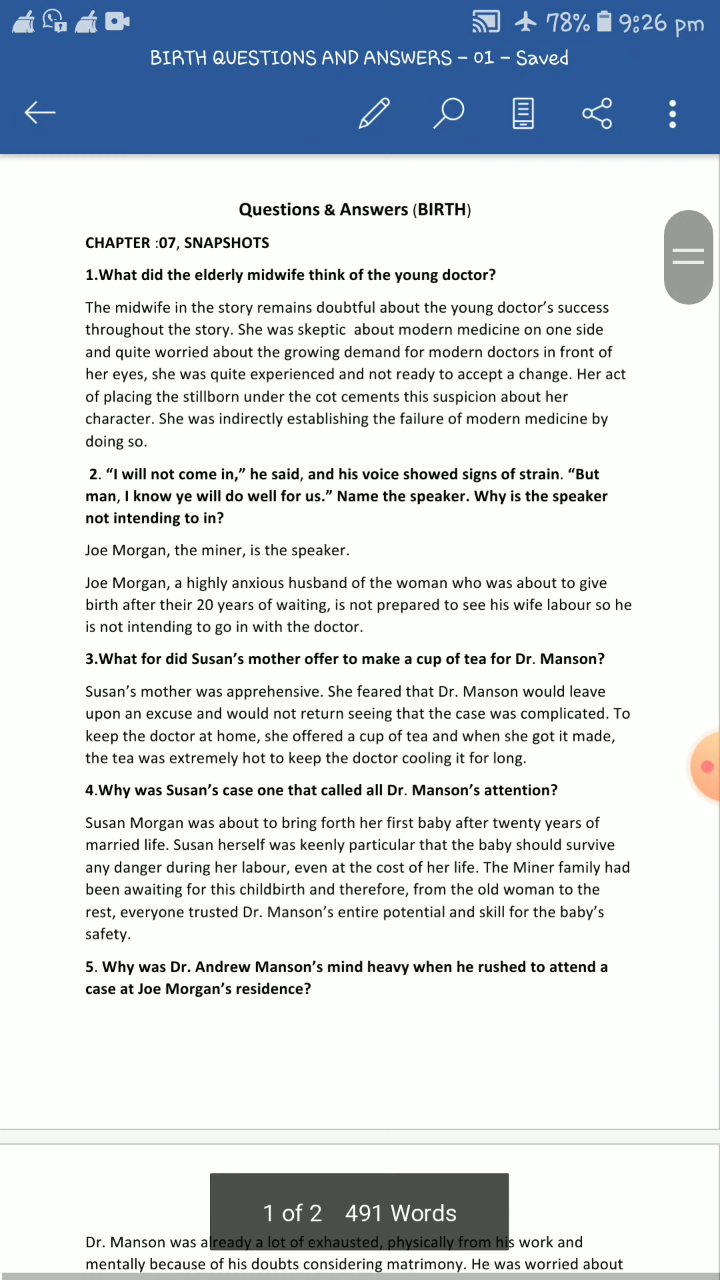 78% 9:26 pm
BIRTH QUESTIONS AND ANSWERS – 01 – Saved
Questions & Answers (BIRTH)
CHAPTER :07, SNAPSHOTS
1.What did the elderly midwife think of the young doctor?
The midwife in the story remains doubtful about the young doctor’s success
throughout the story. She was skeptic  about modern medicine on one side
and quite worried about the growing demand for modern doctors in front of
her eyes, she was quite experienced and not ready to accept a change. Her act
of placing the stillborn under the cot cements this suspicion about her
character. She was indirectly establishing the failure of modern medicine by
doing so.
2. “I will not come in,” he said, and his voice showed signs of strain. “But
man, I know ye will do well for us.” Name the speaker. Why is the speaker
not intending to in?
Joe Morgan, the miner, is the speaker.
Joe Morgan, a highly anxious husband of the woman who was about to give
birth after their 20 years of waiting, is not prepared to see his wife labour so he
is not intending to go in with the doctor.
3.What for did Susan’s mother offer to make a cup of tea for Dr. Manson?
Susan’s mother was apprehensive. She feared that Dr. Manson would leave
upon an excuse and would not return seeing that the case was complicated. To
keep the doctor at home, she offered a cup of tea and when she got it made,
the tea was extremely hot to keep the doctor cooling it for long.
4.Why was Susan’s case one that called all Dr. Manson’s attention?
Susan Morgan was about to bring forth her first baby after twenty years of
married life. Susan herself was keenly particular that the baby should survive
any danger during her labour, even at the cost of her life. The Miner family had
been awaiting for this childbirth and therefore, from the old woman to the
rest, everyone trusted Dr. Manson’s entire potential and skill for the baby’s
safety.
5. Why was Dr. Andrew Manson’s mind heavy when he rushed to attend a
case at Joe Morgan’s residence?
1 of 2 491 Words
Dr. Manson was already a lot of exhausted, physically from his work and
mentally because of his doubts considering matrimony. He was worried about